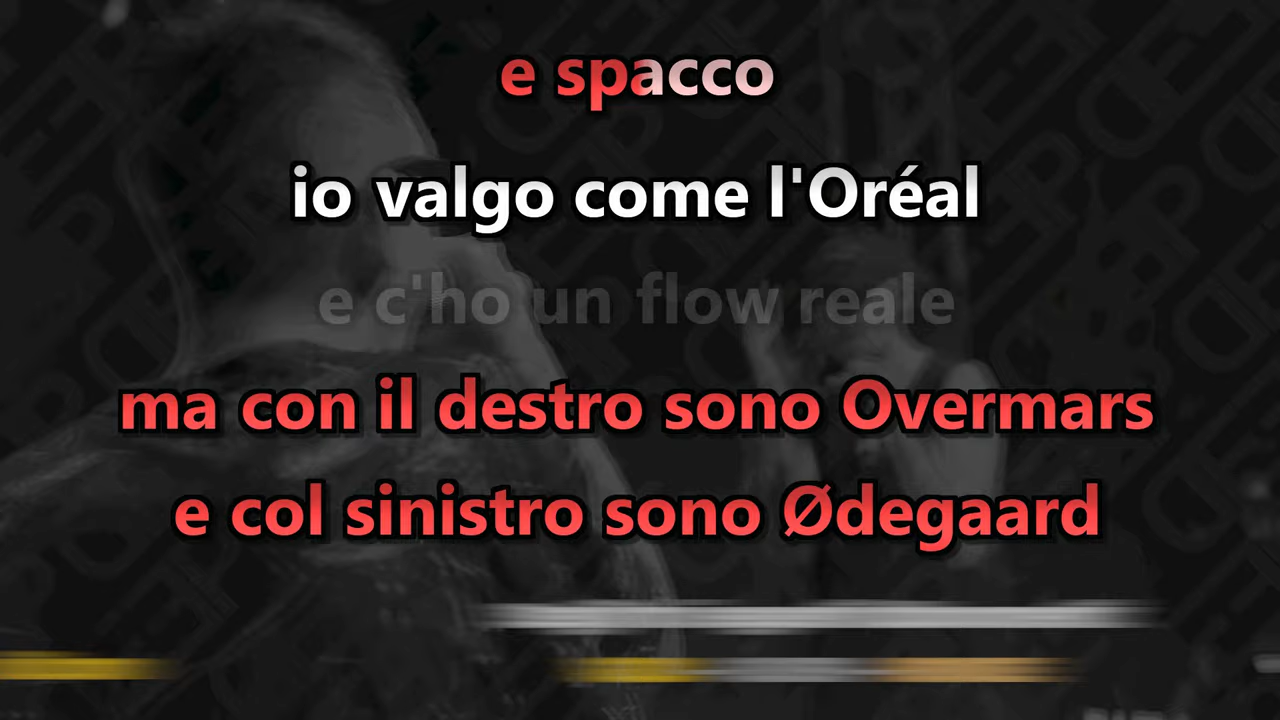 e spacco
io valgo come l'Oréal
e c'ho un flow reale
ma con il destro sono Overmars
e col sinistro sono Ødegaard